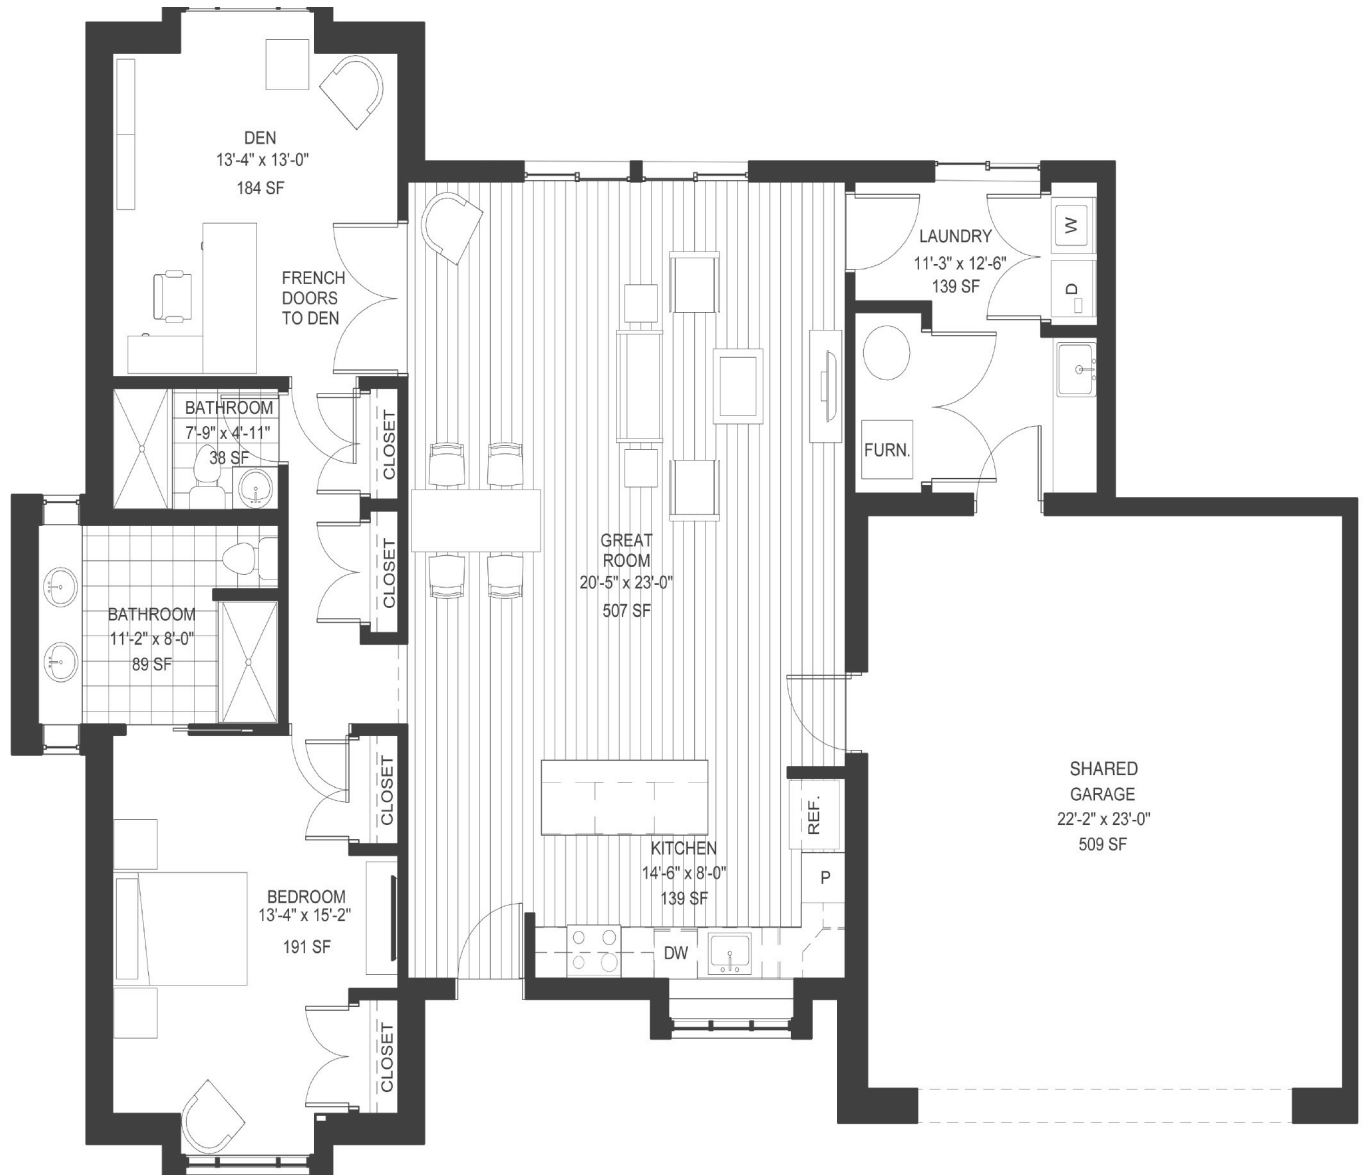 DEN
13'-4" x 13'-0"
184 SF
FRENCH
DOORS
TO DEN
LAUNDRY
11'-3" x 12'-6"
139 SF
W
D
BATHROOM
7'-9" x 4'-11"
38 SF
CLOSET
FURN.
CLOSET
GREAT
ROOM
20'-5" x 23'-0"
507 SF
BATHROOM
11'-2" x 8'-0"
89 SF
CLOSET
SHARED
GARAGE
22'-2" x 23'-0"
509 SF
REF.
KITCHEN
14'-6" x 8'-0"
139 SF
P
BEDROOM
13'-4" x 15'-2"
191 SF
DW
CLOSET